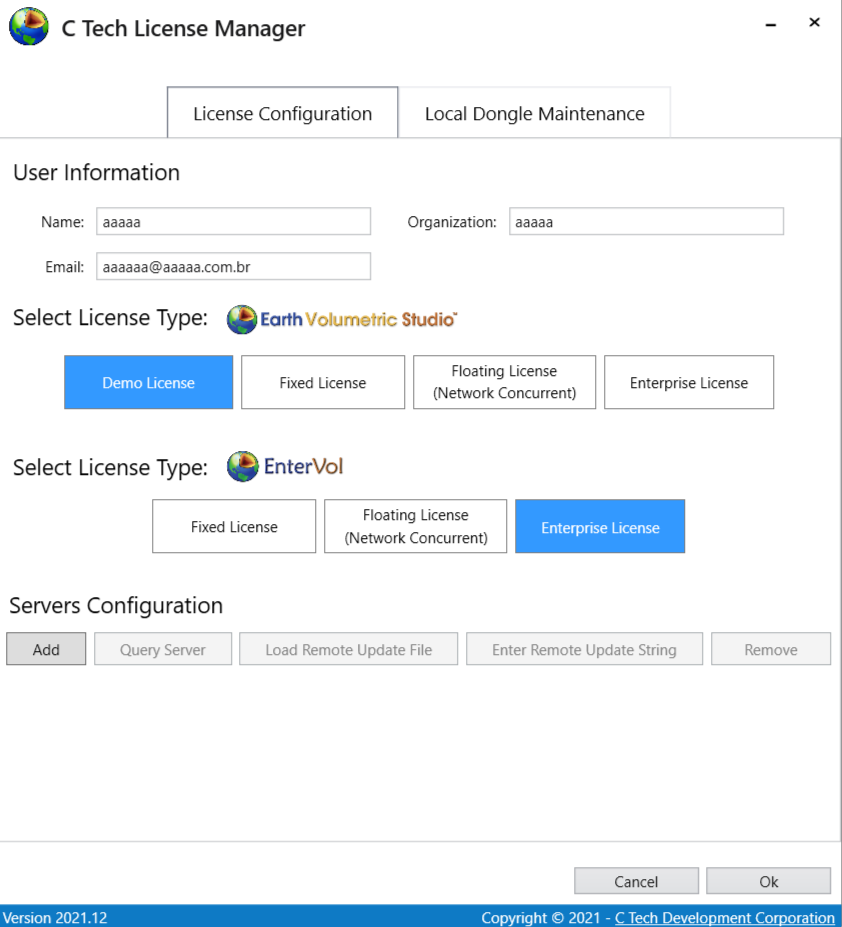 C Tech License Manager
License Configuration
Local Dongle Maintenance
User Information
Name: aaaaa
Organization: aaaaa
Email: aaaaaa@aaaaa.com.br
Select License Type: Earth Volumetric Studio™
Demo License
Fixed License
Floating License
(Network Concurrent)
Enterprise License
Select License Type: EnterVol
Fixed License
Floating License
(Network Concurrent)
Enterprise License
Servers Configuration
Add
Query Server
Load Remote Update File
Enter Remote Update String
Remove
Cancel
Ok
Version 2021.12
Copyright © 2021 - C Tech Development Corporation